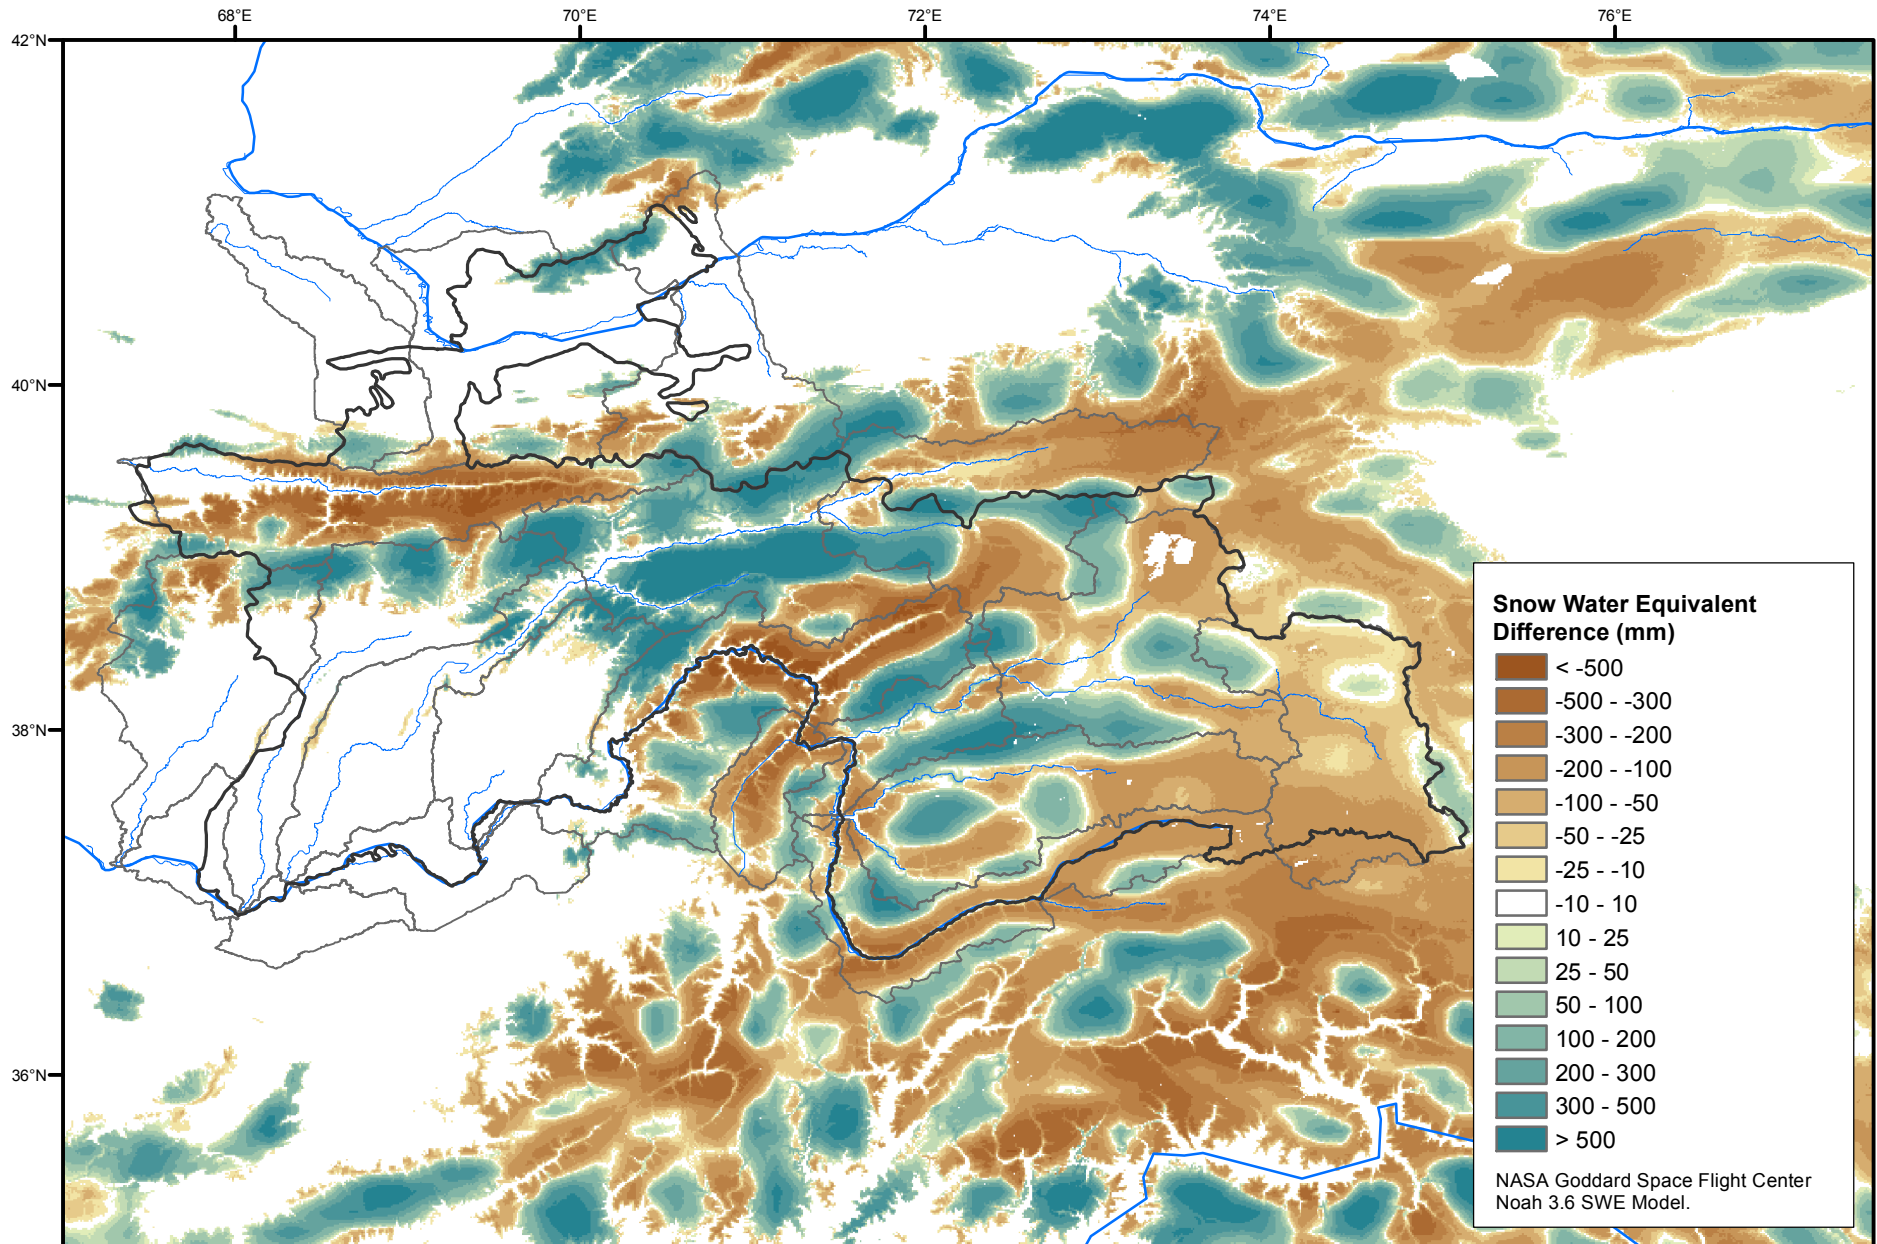 68°E
70°E
72°E
74°E
76°E
42°N
40°N
38°N
36°N
Snow Water Equivalent
Difference (mm)
< -500
-500 - -300
-300 - -200
-200 - -100
-100 - -50
-50 - -25
-25 - -10
-10 - 10
10 - 25
25 - 50
50 - 100
100 - 200
200 - 300
300 - 500
> 500
NASA Goddard Space Flight Center
Noah 3.6 SWE Model.